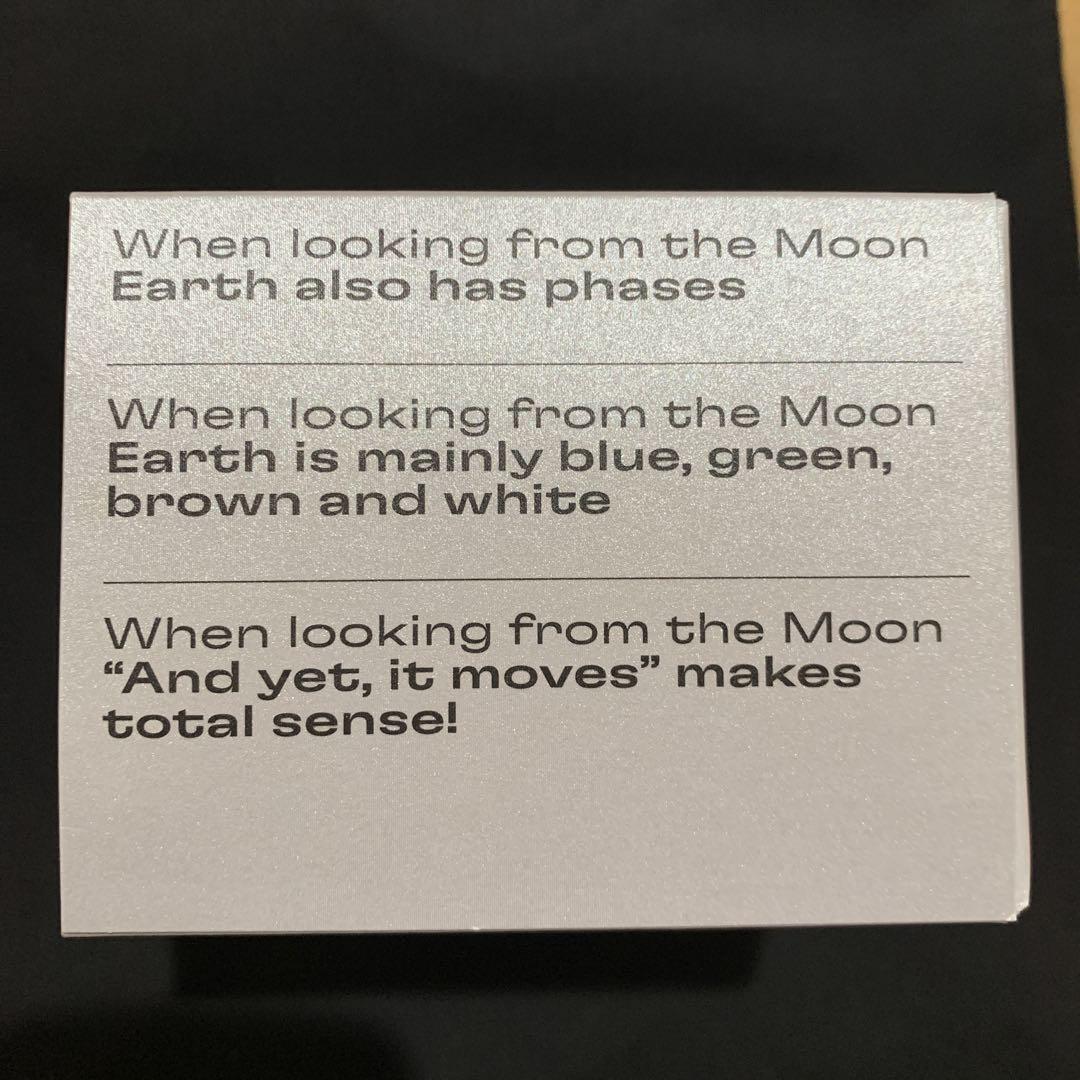 When looking from the Moon
Earth also has phases
When looking from the Moon
Earth is mainly blue, green,
brown and white
When looking from the Moon
“And yet, it moves” makes
total sense!